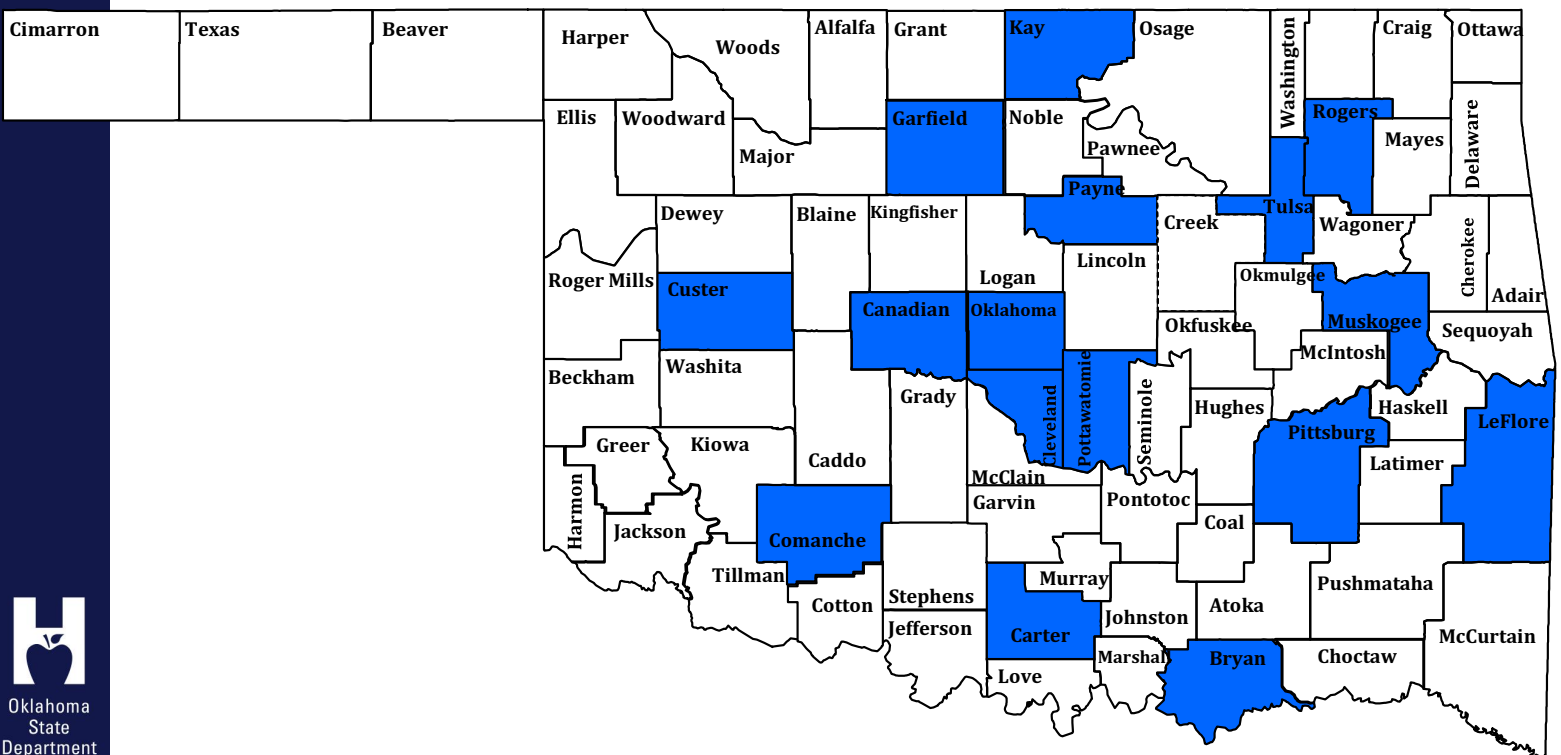 Cimarron
Texas
Beaver
Harper
Woods
Alfalfa
Grant
Kay
Osage
Washington
Craig
Ottawa
Ellis
Woodward
Major
Garfield
Noble
Pawnee
Rogers
Mayes
Delaware
Payne
Dewey
Blaine
Kingfisher
Logan
Lincoln
Creek
Tulsa
Wagoner
Cherokee
Adair
Roger Mills
Custer
Canadian
Oklahoma
Okmulgee
Okfuskee
Muskogee
Sequoyah
McIntosh
Beckham
Washita
Caddo
Grady
Cleveland
Pottawatomie
Seminole
Hughes
Pittsburg
Haskell
LeFlore
Latimer
Greer
Kiowa
McClain
Harmon
Jackson
Comanche
Garvin
Pontotoc
Coal
Tillman
Cotton
Stephens
Murray
Johnston
Atoka
Pushmataha
McCurtain
Jefferson
Carter
Love
Marshal
Bryan
Choctaw
Oklahoma
State
Department